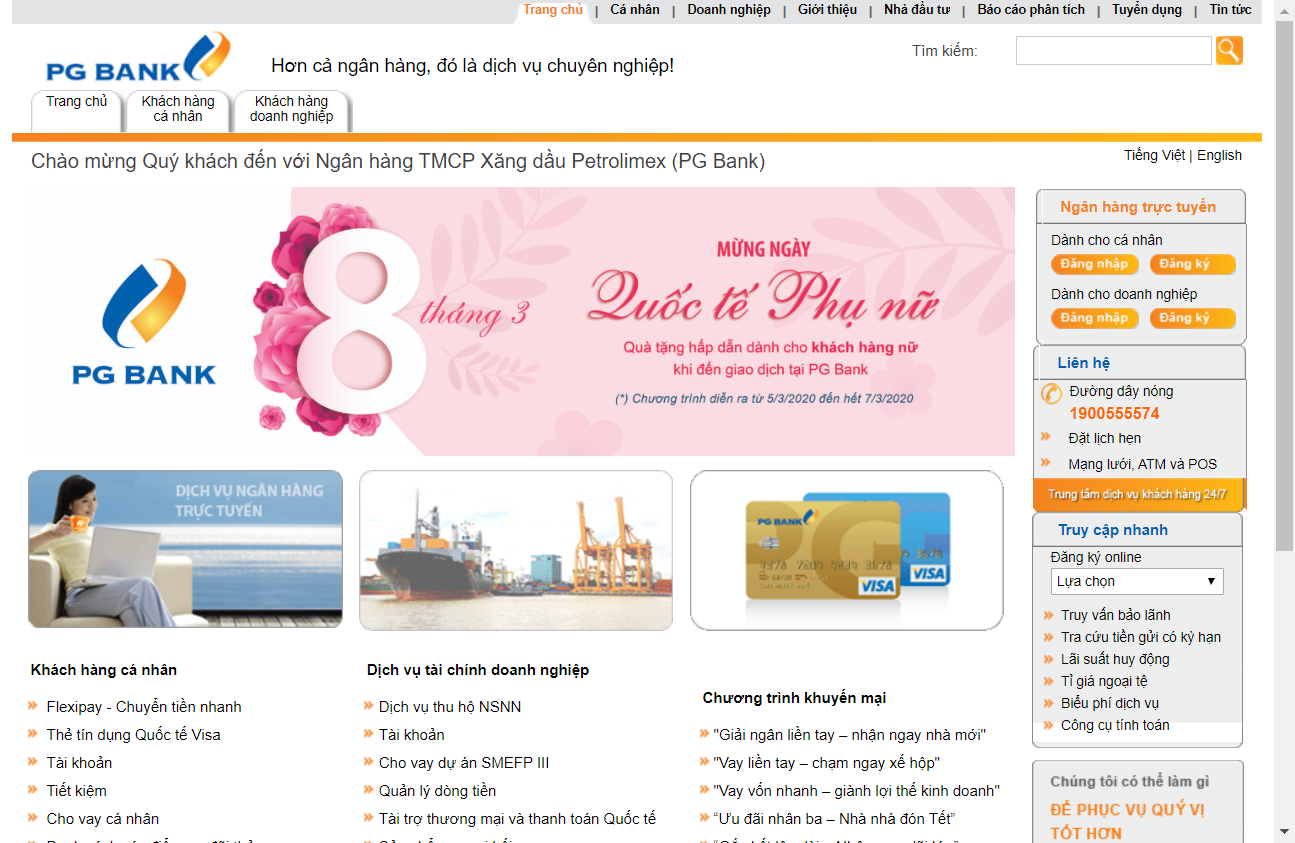 Trang chủ | Cá nhân | Doanh nghiệp | Giới thiệu | Nhà đầu tư | Báo cáo phân tích | Tuyển dụng | Tin tức
PG BANK
Hơn cả ngân hàng, đó là dịch vụ chuyên nghiệp!
Tìm kiếm:
Trang chủ
Khách hàng
cá nhân
Khách hàng
doanh nghiệp
Chào mừng Quý khách đến với Ngân hàng TMCP Xăng dầu Petrolimex (PG Bank)
Tiếng Việt | English
PG BANK
8
tháng 3
MỪNG NGÀY
Quốc tế Phụ nữ
Quà tặng hấp dẫn dành cho khách hàng nữ
khi đến giao dịch tại PG Bank
(*) Chương trình diễn ra từ 5/3/2020 đến hết 7/3/2020
Ngân hàng trực tuyến
Dành cho cá nhân
Đăng nhập
Đăng ký
Dành cho doanh nghiệp
Đăng nhập
Đăng ký
Liên hệ
Đường dây nóng
1900555574
Đặt lịch hẹn
Mạng lưới, ATM và POS
Trung tâm dịch vụ khách hàng 24/7
Truy cập nhanh
Đăng ký online
Lựa chọn
Truy vấn bảo lãnh
Tra cứu tiền gửi có kỳ hạn
Lãi suất huy động
Tỉ giá ngoại tệ
Biểu phí dịch vụ
Công cụ tính toán
Chúng tôi có thể làm gì
ĐỂ PHỤC VỤ QUÝ VỊ
TỐT HƠN
DỊCH VỤ NGÂN HÀNG
TRỰC TUYẾN
PG BANK
VISA
VISA
Khách hàng cá nhân
Flexipay - Chuyển tiền nhanh
Thẻ tín dụng Quốc tế Visa
Tài khoản
Tiết kiệm
Cho vay cá nhân
Dịch vụ tài chính doanh nghiệp
Dịch vụ thu hộ NSNN
Tài khoản
Cho vay dự án SMEFP III
Quản lý dòng tiền
Tài trợ thương mại và thanh toán Quốc tế
Chương trình khuyến mại
"Giải ngân liền tay – nhận ngay nhà mới"
"Vay liền tay – chạm ngay xế hộp"
"Vay vốn nhanh – giành lợi thế kinh doanh"
“Ưu đãi nhân ba – Nhà nhà đón Tết”